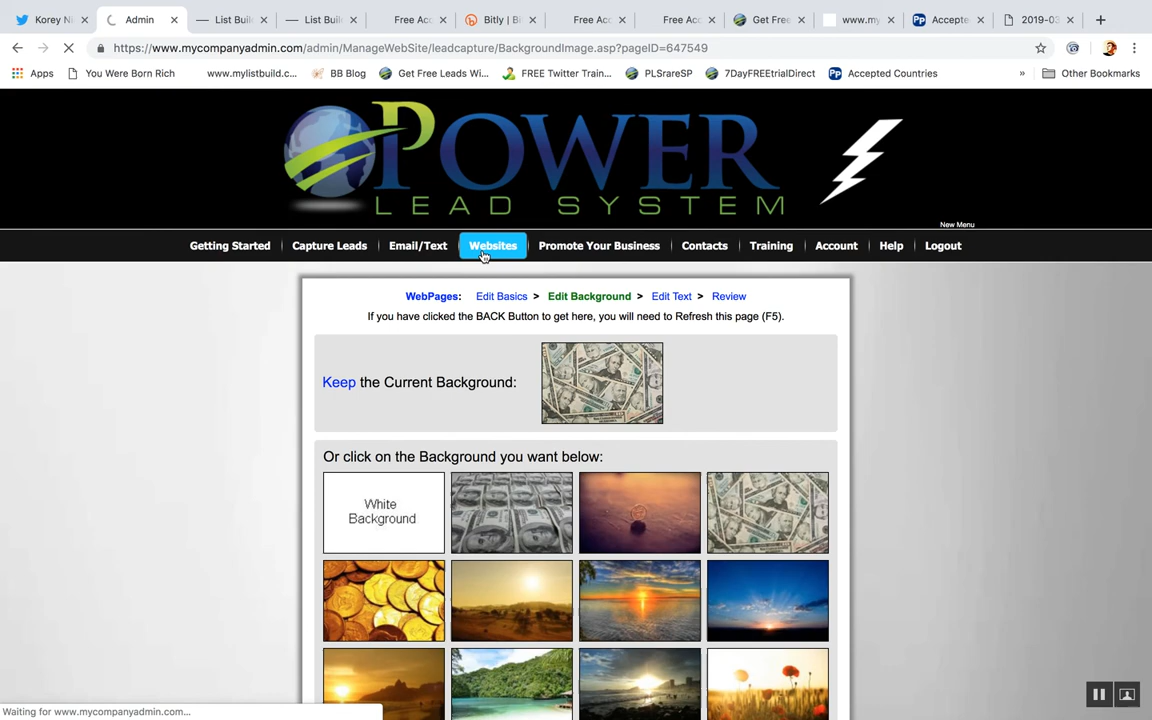 Korey Ni
Admin
List Buil
List Buil
Free Acc
Bitly | Bi
Free Acc
Free Acc
Get Free
www.my
Accepte
2019-03
https://www.mycompanyadmin.com/admin/ManageWebSite/leadcapture/BackgroundImage.asp?pageID=647549
Apps
You Were Born Rich
www.mylistbuild.c...
BB Blog
Get Free Leads Wi...
FREE Twitter Train...
PLSrareSP
7DayFREEtrialDirect
Accepted Countries
»
Other Bookmarks
POWER
LEAD SYSTEM
New Menu
Getting Started
Capture Leads
Email/Text
Websites
Promote Your Business
Contacts
Training
Account
Help
Logout
WebPages: Edit Basics > Edit Background > Edit Text > Review
If you have clicked the BACK Button to get here, you will need to Refresh this page (F5).
Keep the Current Background:
Or click on the Background you want below:
White
Background
Waiting for www.mycompanyadmin.com...